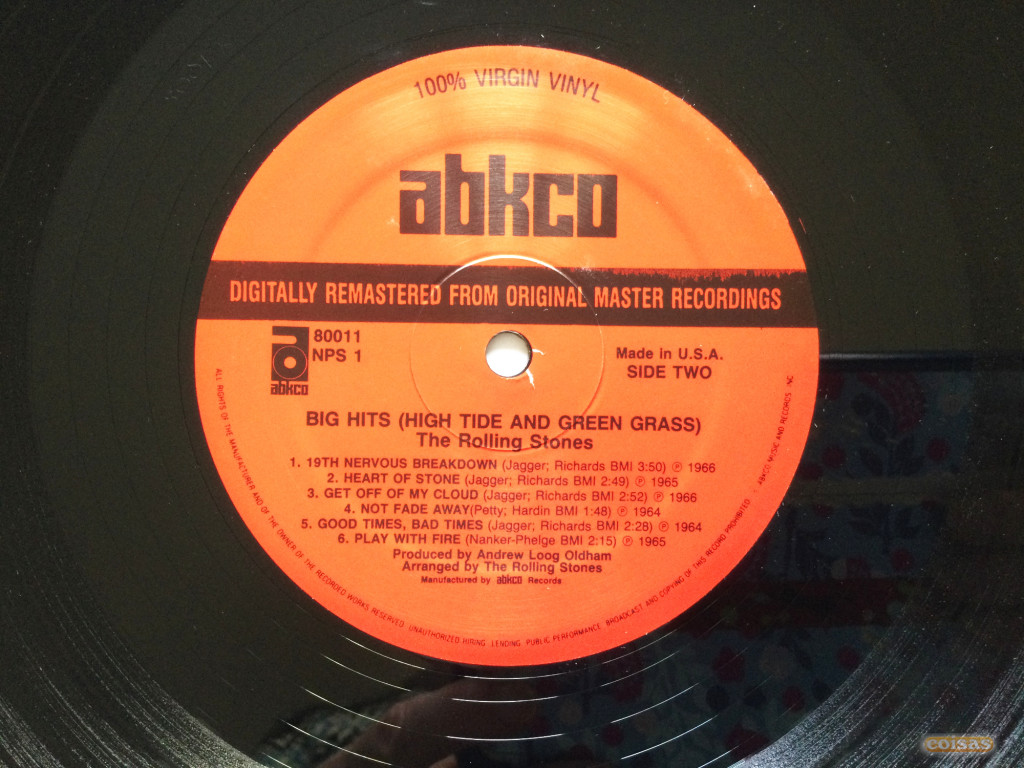 100% VIRGIN VINYL
abkco
DIGITALLY REMASTERED FROM ORIGINAL MASTER RECORDINGS
80011
NPS 1
abkco
Made in U.S.A.
SIDE TWO
BIG HITS (HIGH TIDE AND GREEN GRASS)
The Rolling Stones
1. 19TH NERVOUS BREAKDOWN (Jagger; Richards BMI 3:50) ℗ 1966
2. HEART OF STONE (Jagger; Richards BMI 2:49) ℗ 1965
3. GET OFF OF MY CLOUD (Jagger; Richards BMI 2:52) ℗ 1966
4. NOT FADE AWAY(Petty; Hardin BMI 1:48) ℗ 1964
5. GOOD TIMES, BAD TIMES (Jagger; Richards BMI 2:28) ℗ 1964
6. PLAY WITH FIRE (Nanker-Phelge BMI 2:15) ℗ 1965
Produced by Andrew Loog Oldham
Arranged by The Rolling Stones
Manufactured by abkco Records
ALL RIGHTS OF THE MANUFACTURER AND OF THE OWNER OF THE RECORDED WORKS RESERVED. UNAUTHORIZED HIRING, LENDING, PUBLIC PERFORMANCE, BROADCAST AND COPYING OF THIS RECORD PROHIBITED. ABKCO MUSIC AND RECORDS, INC
coisas